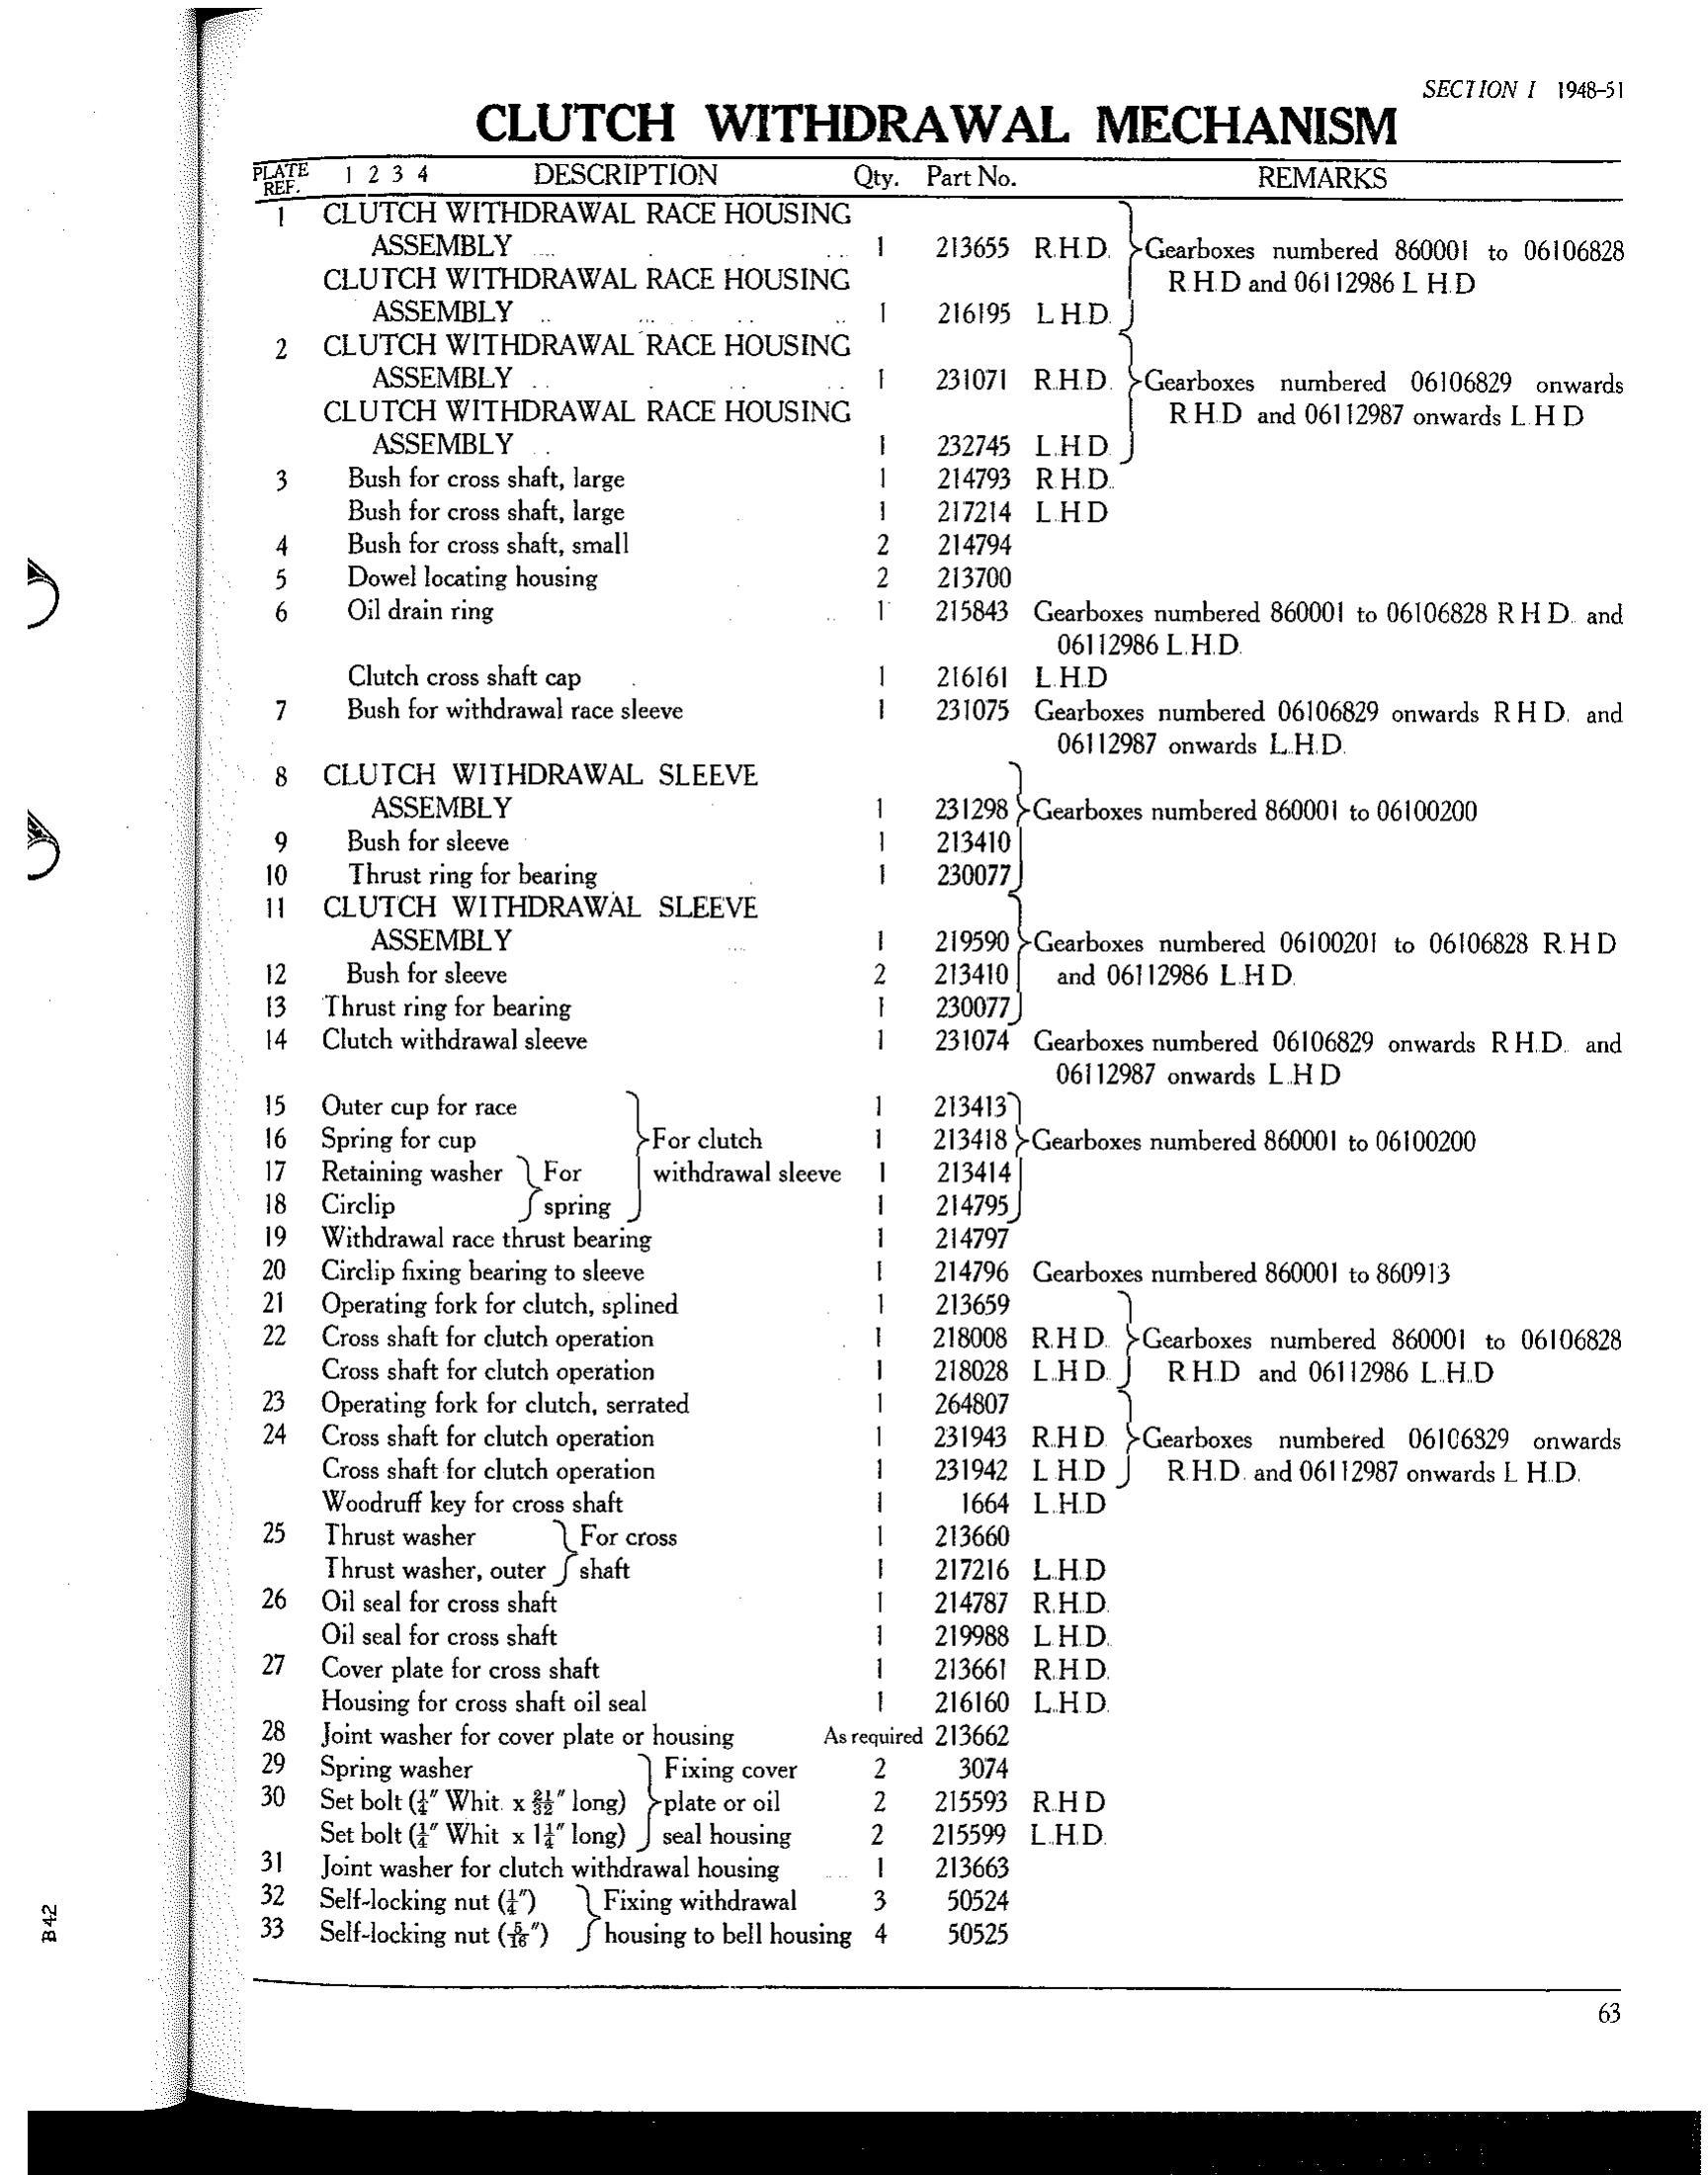 SECTION I 1948-51
CLUTCH WITHDRAWAL MECHANISM
PLATE REF. 1 2 3 4 DESCRIPTION Qty. Part No. REMARKS
1 CLUTCH WITHDRAWAL RACE HOUSING
ASSEMBLY 1 213655 R.H.D. Gearboxes numbered 860001 to 06106828
CLUTCH WITHDRAWAL RACE HOUSING R.H.D and 06112986 L H.D
ASSEMBLY 1 216195 L H.D.
2 CLUTCH WITHDRAWAL RACE HOUSING
ASSEMBLY 1 231071 R.H.D. Gearboxes numbered 06106829 onwards
CLUTCH WITHDRAWAL RACE HOUSING R H.D and 06112987 onwards L. H D
ASSEMBLY 1 232745 L.H.D.
3 Bush for cross shaft, large 1 214793 R.H.D.
Bush for cross shaft, large 1 217214 L.H.D
4 Bush for cross shaft, small 2 214794
5 Dowel locating housing 2 213700
6 Oil drain ring 1 215843 Gearboxes numbered 860001 to 06106828 R H D. and
06112986 L.H.D.
Clutch cross shaft cap 1 216161 L.H.D
7 Bush for withdrawal race sleeve 1 231075 Gearboxes numbered 06106829 onwards R H D. and
06112987 onwards L.H.D.
8 CLUTCH WITHDRAWAL SLEEVE
ASSEMBLY 1 231298 Gearboxes numbered 860001 to 06100200
9 Bush for sleeve 1 213410
10 Thrust ring for bearing 1 230077
11 CLUTCH WITHDRAWAL SLEEVE
ASSEMBLY 1 219590 Gearboxes numbered 06100201 to 06106828 R.H D
12 Bush for sleeve 2 213410 and 06112986 L.H D.
13 Thrust ring for bearing 1 230077
14 Clutch withdrawal sleeve 1 231074 Gearboxes numbered 06106829 onwards R H.D. and
06112987 onwards L.H D
15 Outer cup for race 1 213413
16 Spring for cup For clutch 1 213418 Gearboxes numbered 860001 to 06100200
17 Retaining washer For withdrawal sleeve 1 213414
18 Circlip spring 1 214795
19 Withdrawal race thrust bearing 1 214797
20 Circlip fixing bearing to sleeve 1 214796 Gearboxes numbered 860001 to 860913
21 Operating fork for clutch, splined 1 213659
22 Cross shaft for clutch operation 1 218008 R.H D. Gearboxes numbered 860001 to 06106828
Cross shaft for clutch operation 1 218028 L.H D. R.H.D and 06112986 L.H.D
23 Operating fork for clutch, serrated 1 264807
24 Cross shaft for clutch operation 1 231943 R.H D. Gearboxes numbered 06106829 onwards
Cross shaft for clutch operation 1 231942 L H.D R.H.D. and 06112987 onwards L H.D.
Woodruff key for cross shaft 1 1664 L.H.D
25 Thrust washer For cross 1 213660
Thrust washer, outer shaft 1 217216 L.H.D
26 Oil seal for cross shaft 1 214787 R.H.D.
Oil seal for cross shaft 1 219988 L.H.D.
27 Cover plate for cross shaft 1 213661 R.H.D.
Housing for cross shaft oil seal 1 216160 L.H.D.
28 Joint washer for cover plate or housing As required 213662
29 Spring washer Fixing cover 2 3074
30 Set bolt (¼″ Whit. x 21/32″ long) plate or oil 2 215593 R.H D
Set bolt (¼″ Whit x 1¼″ long) seal housing 2 215599 L.H.D.
31 Joint washer for clutch withdrawal housing 1 213663
32 Self-locking nut (¼″) Fixing withdrawal 3 50524
33 Self-locking nut (5/16″) housing to bell housing 4 50525
B42
63